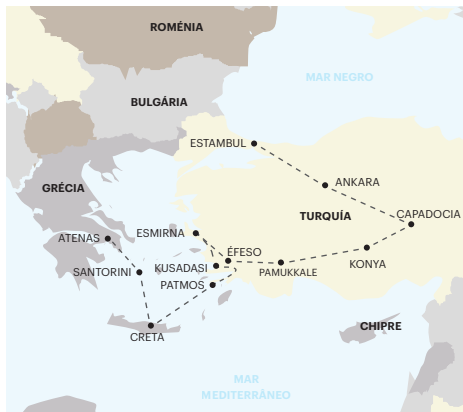 ROMÉNIA
MAR NEGRO
BULGÁRIA
ESTAMBUL
ANKARA
GRÉCIA
TURQUÍA
CAPADOCIA
ATENAS
ESMIRNA
ÉFESO
KONYA
SANTORINI
KUSADASI
PAMUKKALE
PATMOS
CRETA
CHIPRE
MAR
MEDITERRÂNEO